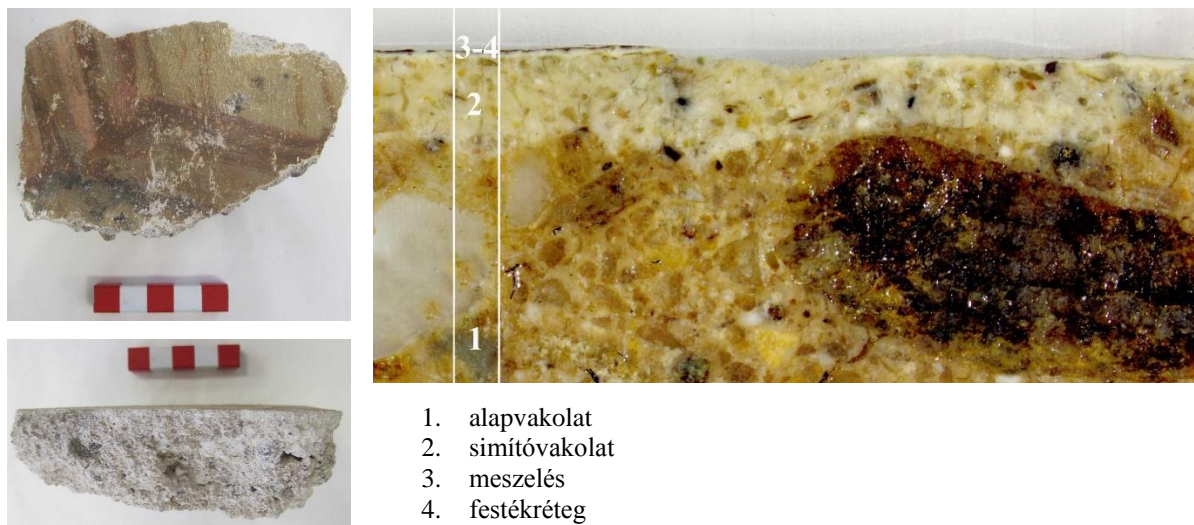 3-4
2
1
1. alapvakolat
2. simítóvakolat
3. meszelés
4. festékréteg